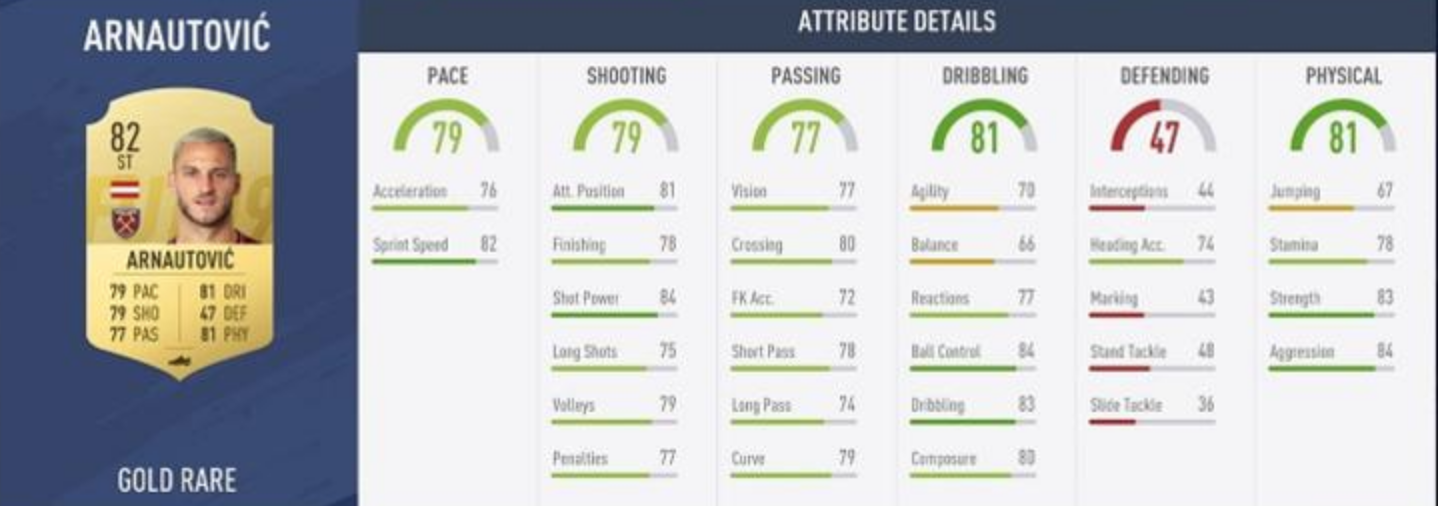 ARNAUTOVIĆ
82
ST
ARNAUTOVIĆ
79 PAC 81 DRI
79 SHO 47 DEF
77 PAS 81 PHY
GOLD RARE
ATTRIBUTE DETAILS
PACE
79
Acceleration 76
Sprint Speed 82
SHOOTING
79
Att. Position 81
Finishing 78
Shot Power 84
Long Shots 75
Volleys 79
Penalties 77
PASSING
77
Vision 77
Crossing 80
FK Acc. 72
Short Pass 78
Long Pass 74
Curve 79
DRIBBLING
81
Agility 70
Balance 66
Reactions 77
Ball Control 84
Dribbling 83
Composure 80
DEFENDING
47
Interceptions 44
Heading Acc. 74
Marking 43
Stand Tackle 48
Slide Tackle 36
PHYSICAL
81
Jumping 67
Stamina 78
Strength 83
Aggression 84